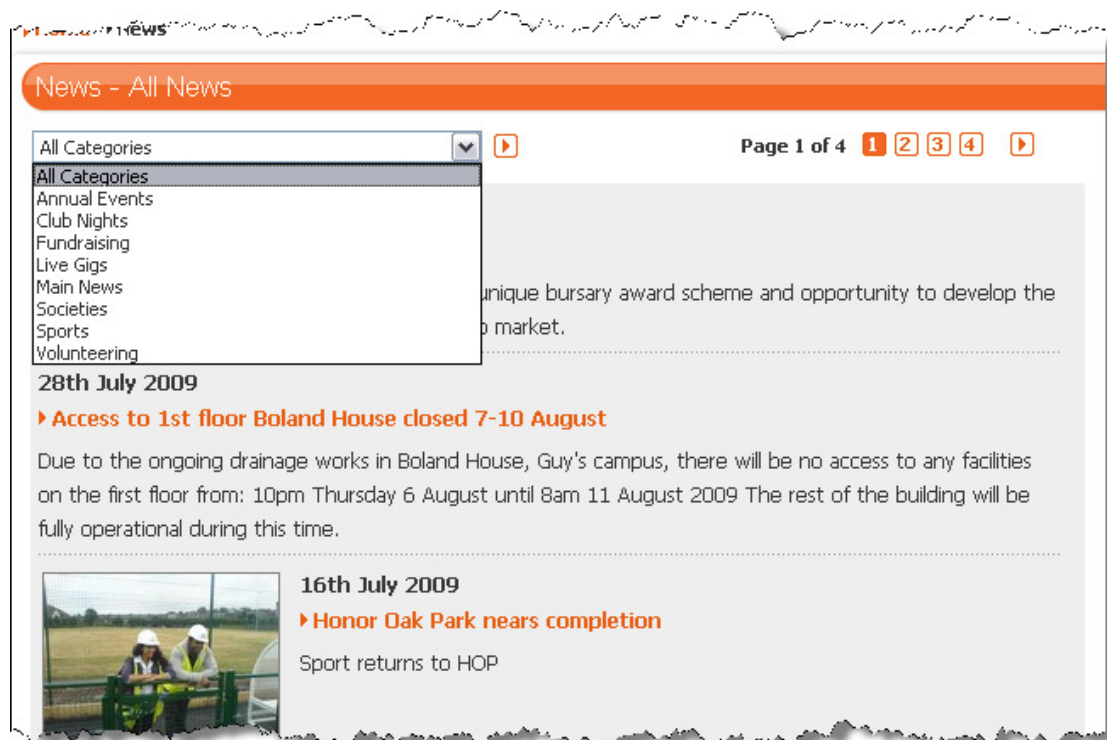 News
News - All News
All Categories
Page 1 of 4 1 2 3 4
All Categories
Annual Events
Club Nights
Fundraising
Live Gigs
Main News
Societies
Sports
Volunteering
unique bursary award scheme and opportunity to develop the
market.
28th July 2009
Access to 1st floor Boland House closed 7-10 August
Due to the ongoing drainage works in Boland House, Guy's campus, there will be no access to any facilities
on the first floor from: 10pm Thursday 6 August until 8am 11 August 2009 The rest of the building will be
fully operational during this time.
16th July 2009
Honor Oak Park nears completion
Sport returns to HOP